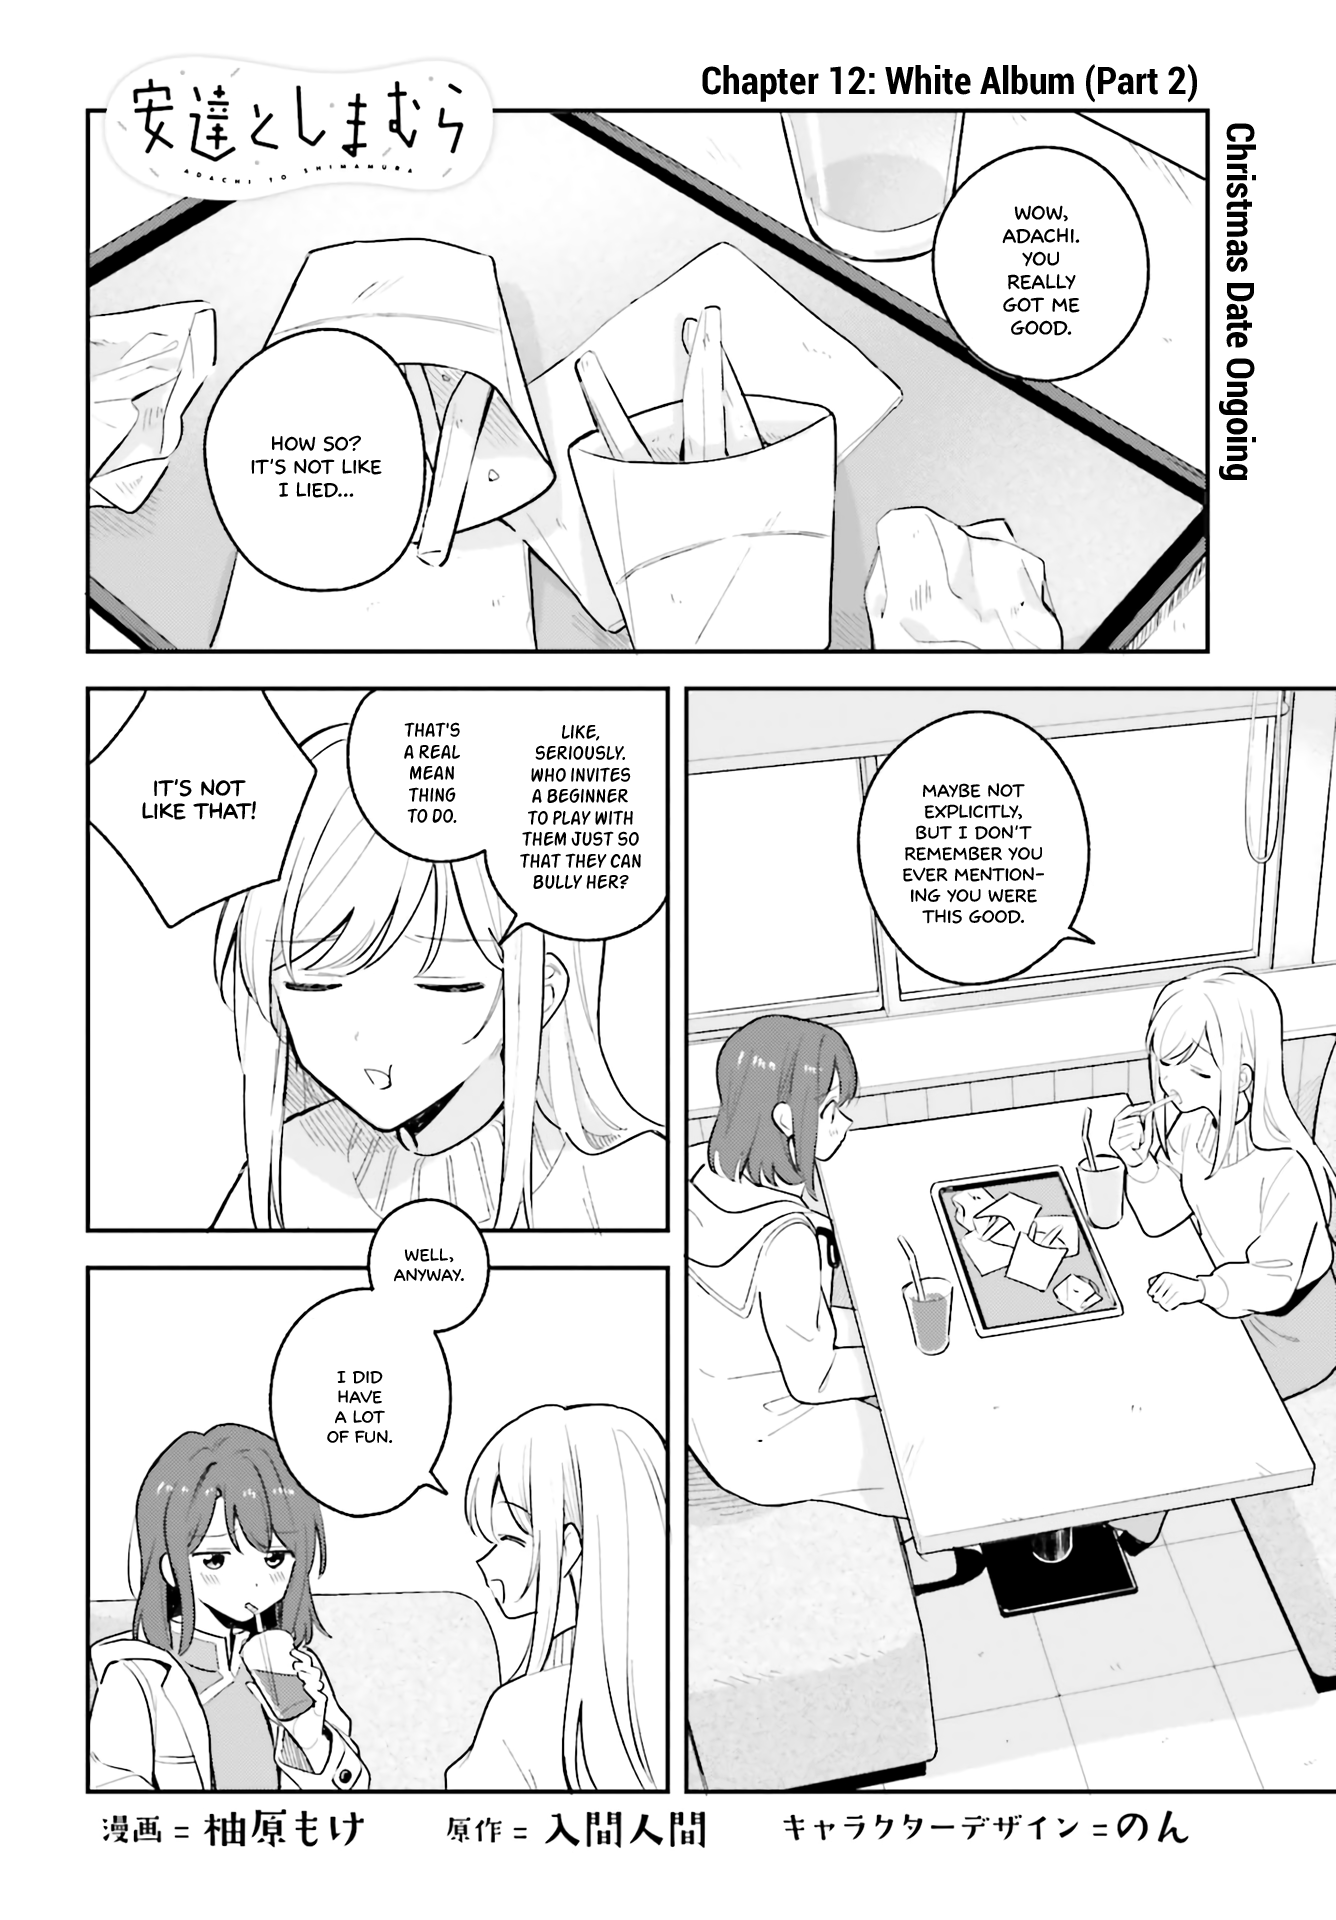 安達としまむら
ADACHI TO SHIMAMURA
Chapter 12: White Album (Part 2)
Christmas Date Ongoing
WOW,
ADACHI.
YOU
REALLY
GOT ME
GOOD.
HOW SO?
IT'S NOT LIKE
I LIED...
MAYBE NOT
EXPLICITLY,
BUT I DON'T
REMEMBER YOU
EVER MENTION-
ING YOU WERE
THIS GOOD.
LIKE,
SERIOUSLY.
WHO INVITES
A BEGINNER
TO PLAY WITH
THEM JUST SO
THAT THEY CAN
BULLY HER?
THAT'S
A REAL
MEAN
THING
TO DO.
IT'S NOT
LIKE THAT!
WELL,
ANYWAY.
I DID
HAVE
A LOT
OF FUN.
漫画 = 柚原もけ 原作 = 入間人間 キャラクターデザイン = のん